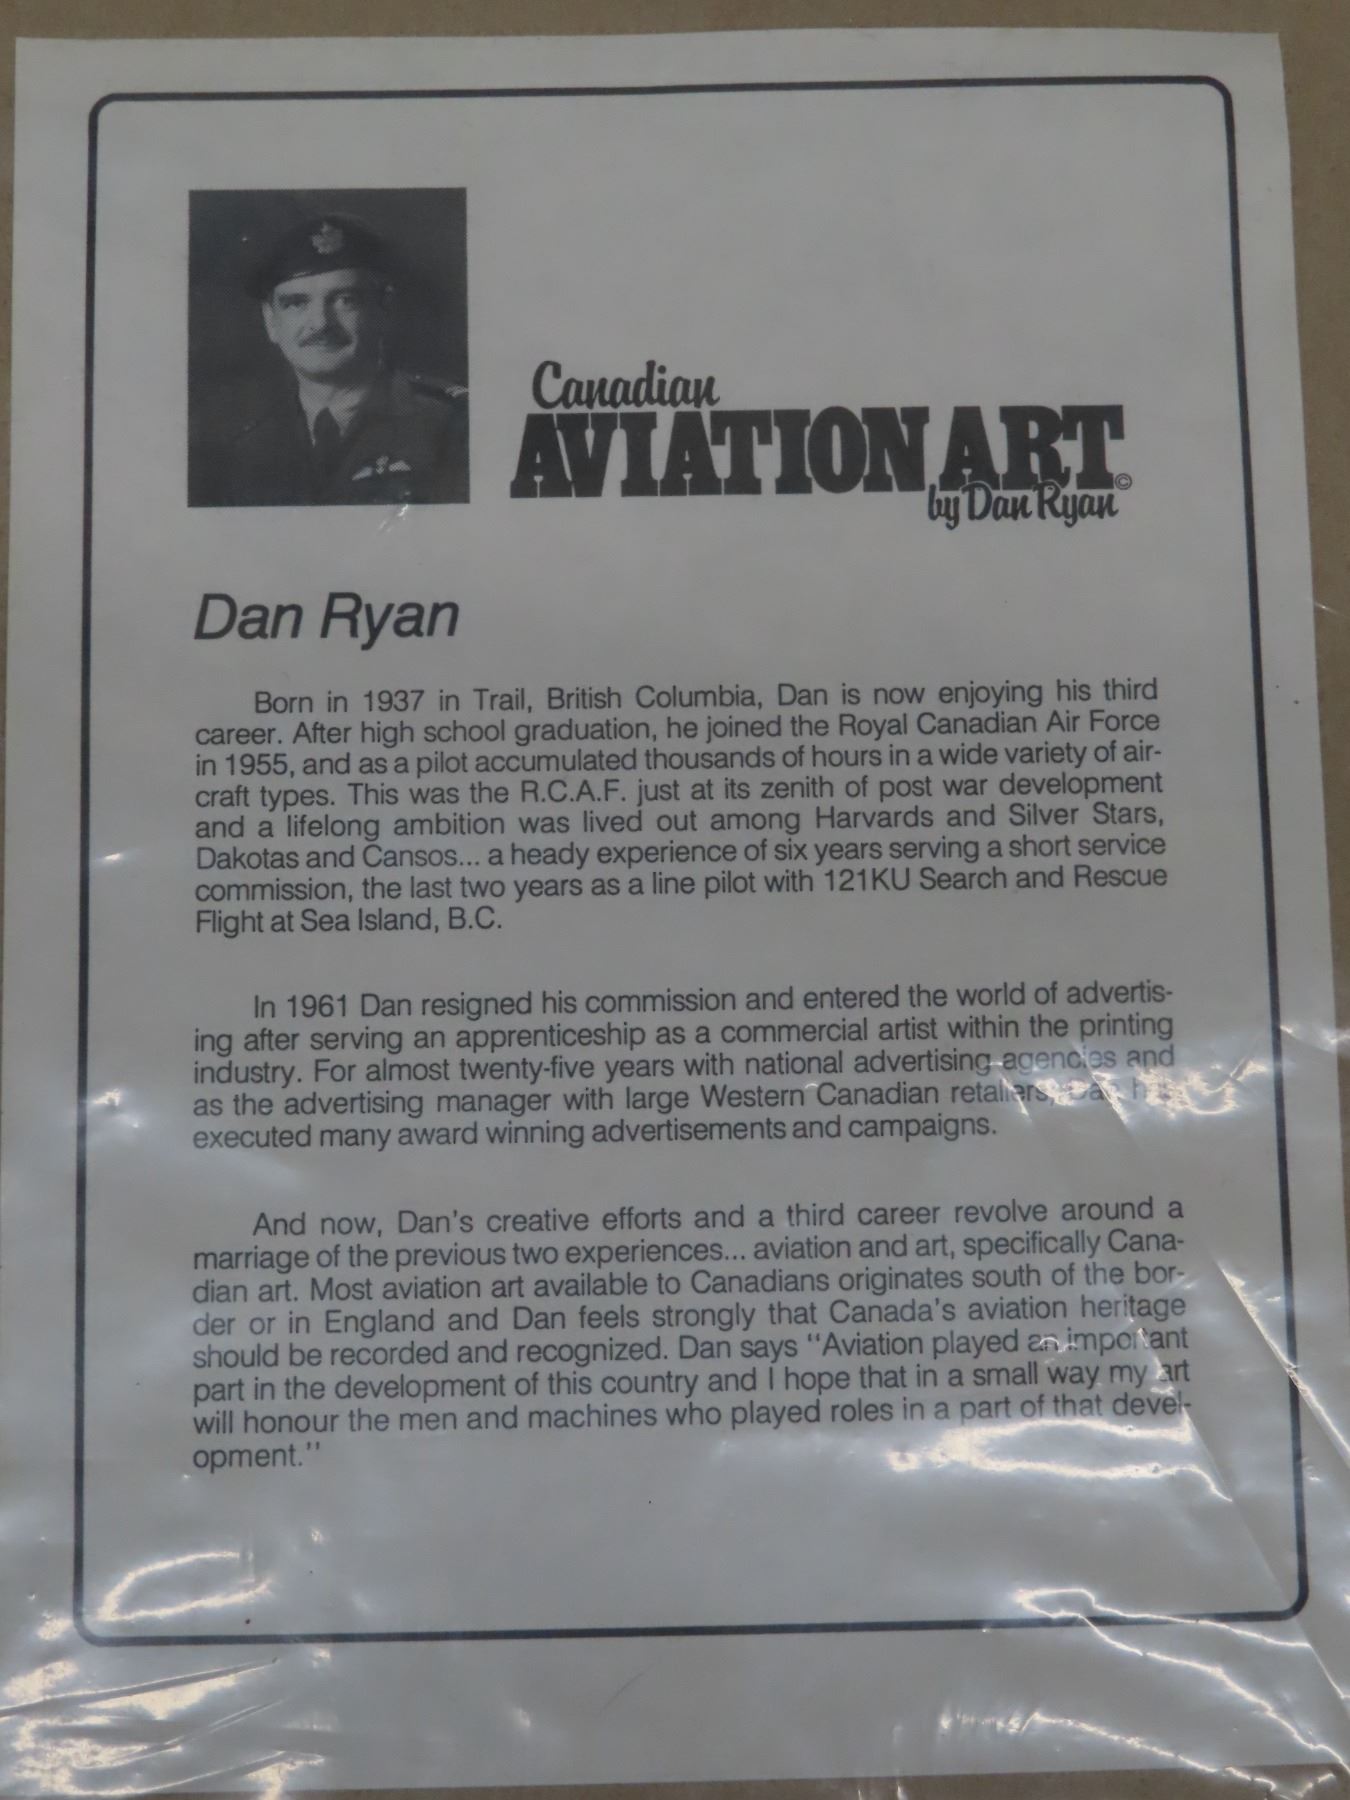 Canadian
AVIATION ART
by Dan Ryan ©
Dan Ryan
Born in 1937 in Trail, British Columbia, Dan is now enjoying his third
career. After high school graduation, he joined the Royal Canadian Air Force
in 1955, and as a pilot accumulated thousands of hours in a wide variety of air-
craft types. This was the R.C.A.F. just at its zenith of post war development
and a lifelong ambition was lived out among Harvards and Silver Stars,
Dakotas and Cansos... a heady experience of six years serving a short service
commission, the last two years as a line pilot with 121KU Search and Rescue
Flight at Sea Island, B.C.
In 1961 Dan resigned his commission and entered the world of advertis-
ing after serving an apprenticeship as a commercial artist within the printing
industry. For almost twenty-five years with national advertising agencies and
as the advertising manager with large Western Canadian retailers, Dan
executed many award winning advertisements and campaigns.
And now, Dan's creative efforts and a third career revolve around a
marriage of the previous two experiences... aviation and art, specifically Cana-
dian art. Most aviation art available to Canadians originates south of the bor-
der or in England and Dan feels strongly that Canada's aviation heritage
should be recorded and recognized. Dan says "Aviation played an important
part in the development of this country and I hope that in a small way my art
will honour the men and machines who played roles in a part of that devel-
opment."